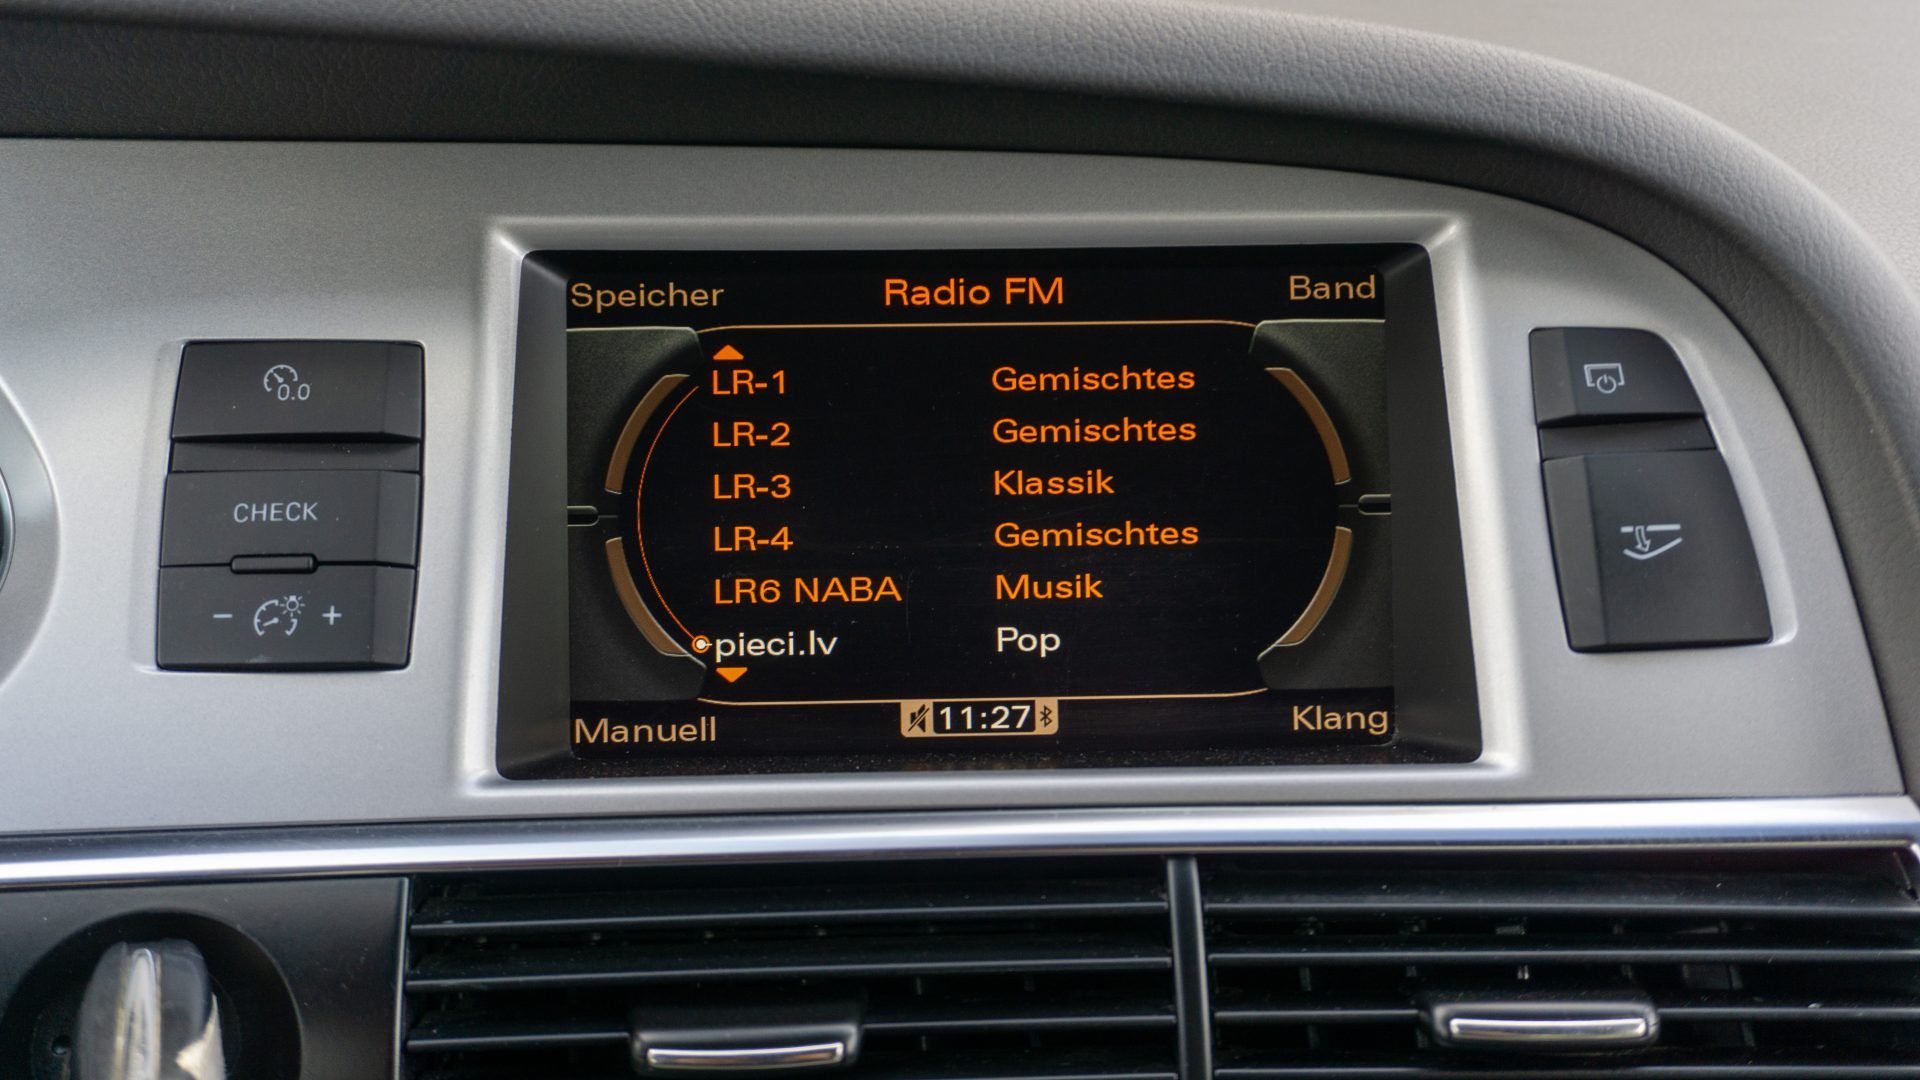 Speicher Radio FM Band
LR-1 Gemischtes
LR-2 Gemischtes
LR-3 Klassik
LR-4 Gemischtes
LR6 NABA Musik
pieci.lv Pop
Manuell 11:27 Klang
0.0
CHECK
- +